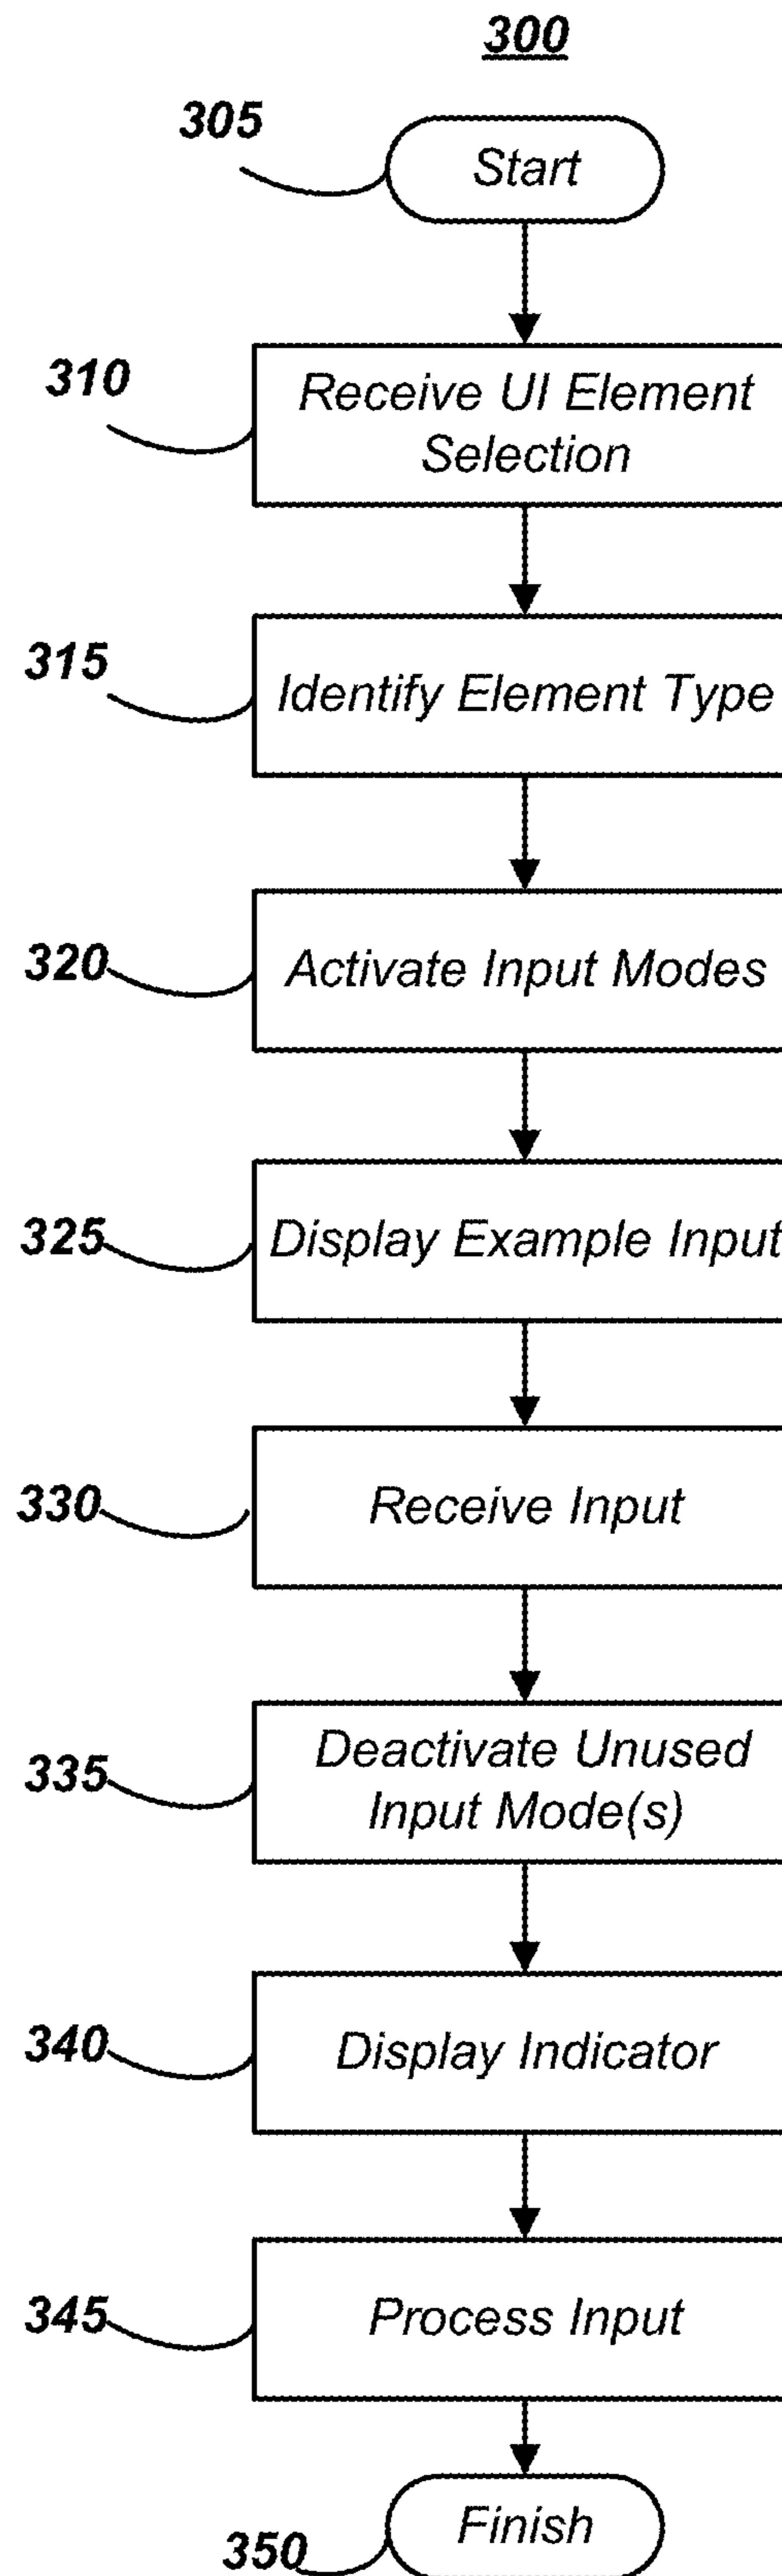 300
305
Start
310
Receive UI Element
Selection
315
Identify Element Type
320
Activate Input Modes
325
Display Example Input
330
Receive Input
335
Deactivate Unused
Input Mode(s)
340
Display Indicator
345
Process Input
350
Finish